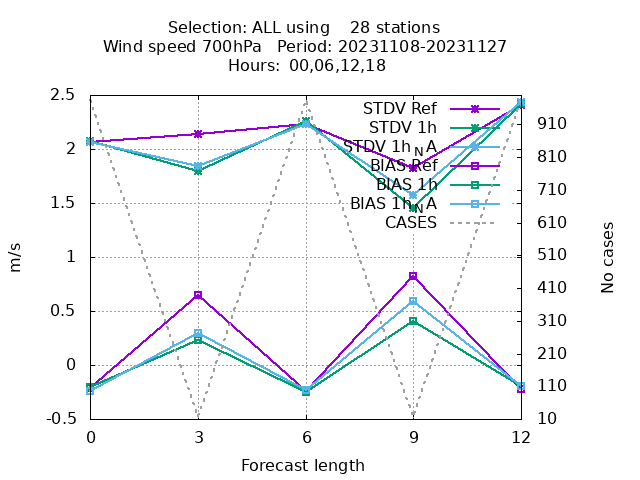 Selection: ALL using    28 stations
Wind speed 700hPa   Period: 20231108-20231127
Hours: 00,06,12,18
STDV Ref
STDV 1h
STDV 1h_NA
BIAS Ref
BIAS 1h
BIAS 1h_NA
CASES
2.5
2
1.5
1
0.5
0
-0.5
m/s
910
810
710
610
510
410
310
210
110
10
No cases
0
3
6
9
12
Forecast length